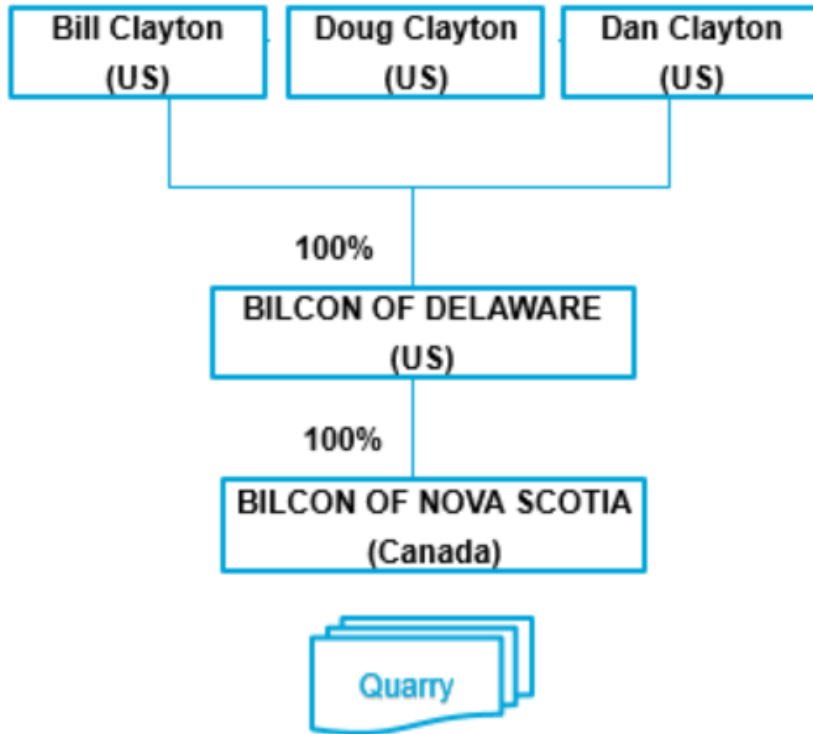 Bill Clayton
(US)
Doug Clayton
(US)
Dan Clayton
(US)
100%
BILCON OF DELAWARE
(US)
100%
BILCON OF NOVA SCOTIA
(Canada)
Quarry